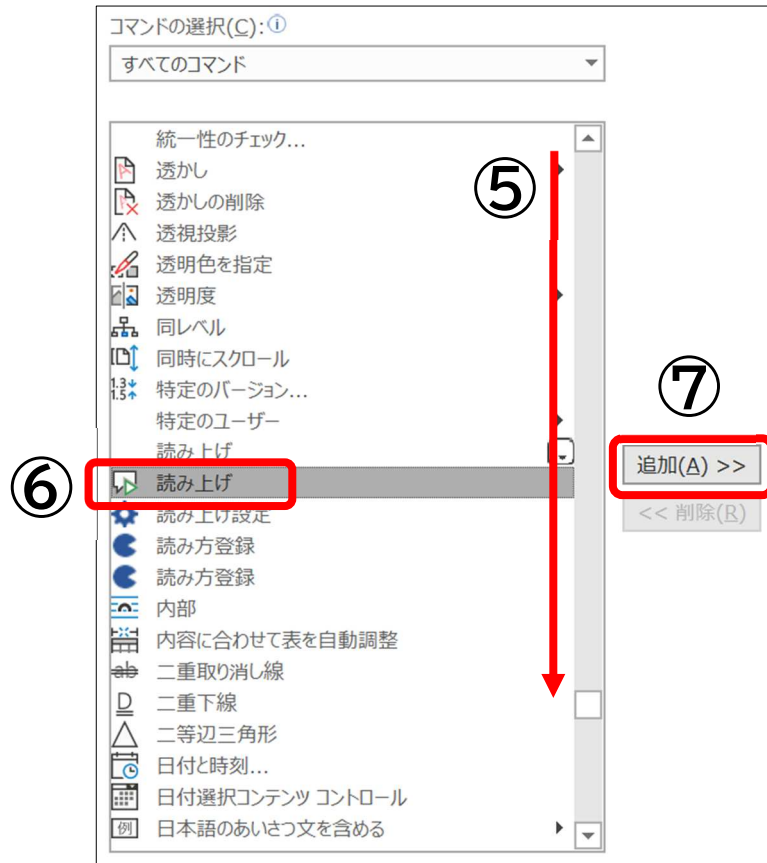 コマンドの選択(C):
すべてのコマンド
統一性のチェック...
透かし
⑤
透かしの削除
透視投影
透明色を指定
透明度
同レベル
同時にスクロール
特定のバージョン...
⑦
特定のユーザー
読み上げ
追加(A) >>
⑥
読み上げ
読み上げ設定
<< 削除(R)
読み方登録
読み方登録
内部
内容に合わせて表を自動調整
二重取り消し線
二重下線
二等辺三角形
日付と時刻...
日付選択コンテンツ コントロール
日本語のあいさつ文を含める